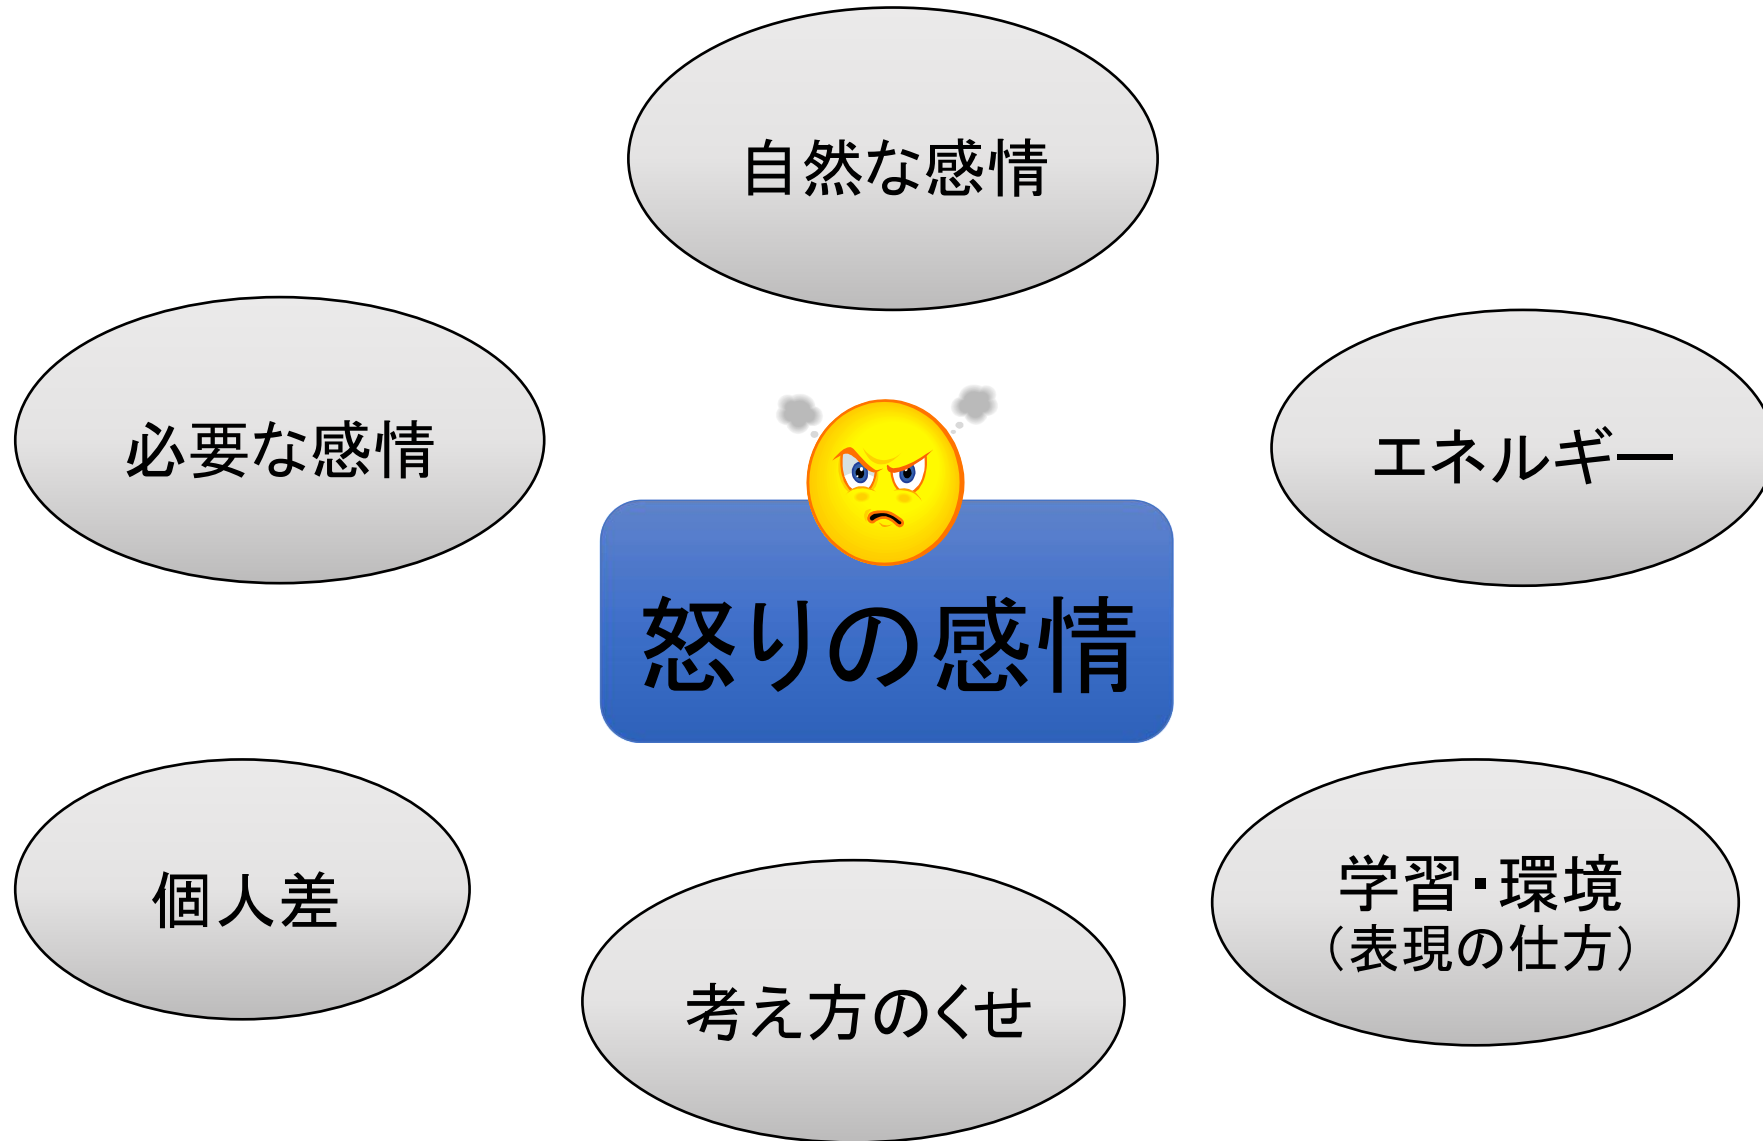 自然な感情
必要な感情
エネルギー
怒りの感情
個人差
学習・環境
（表現の仕方）
考え方のくせ